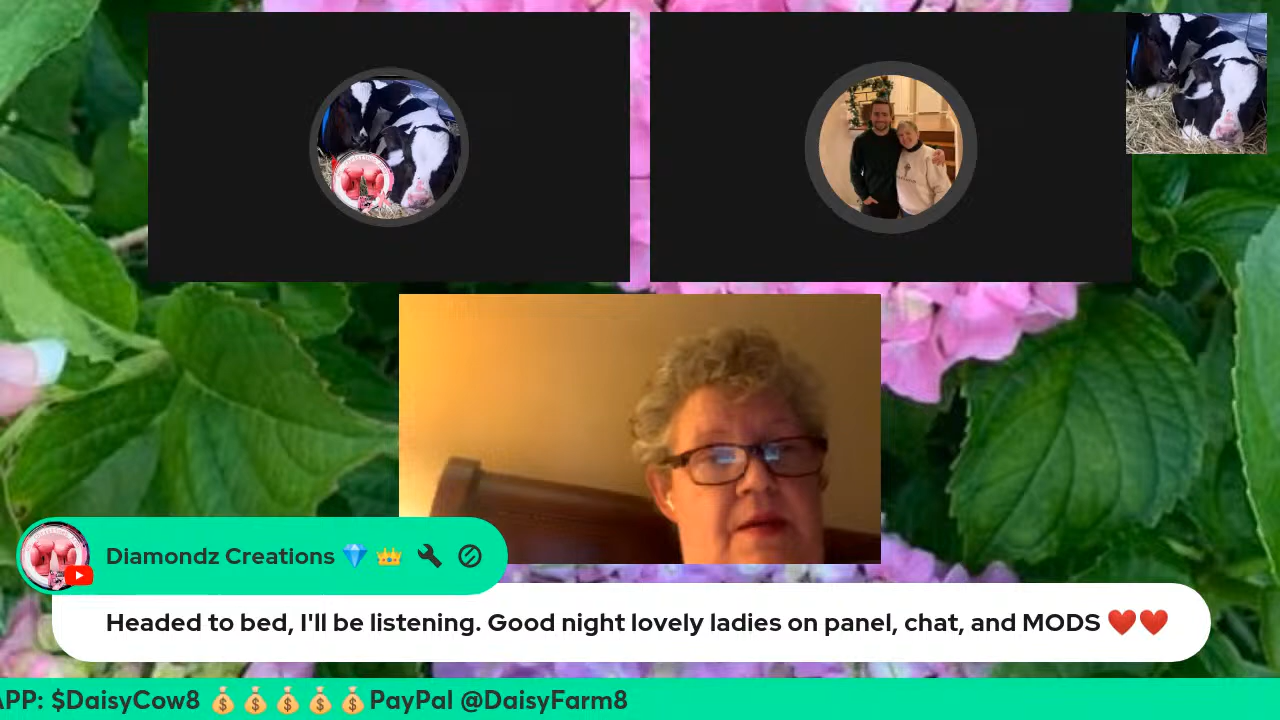 Diamondz Creations 💎 👑
Headed to bed, I'll be listening. Good night lovely ladies on panel, chat, and MODS ❤️❤️
APP: $DaisyCow8 💰💰💰💰💰PayPal @DaisyFarm8